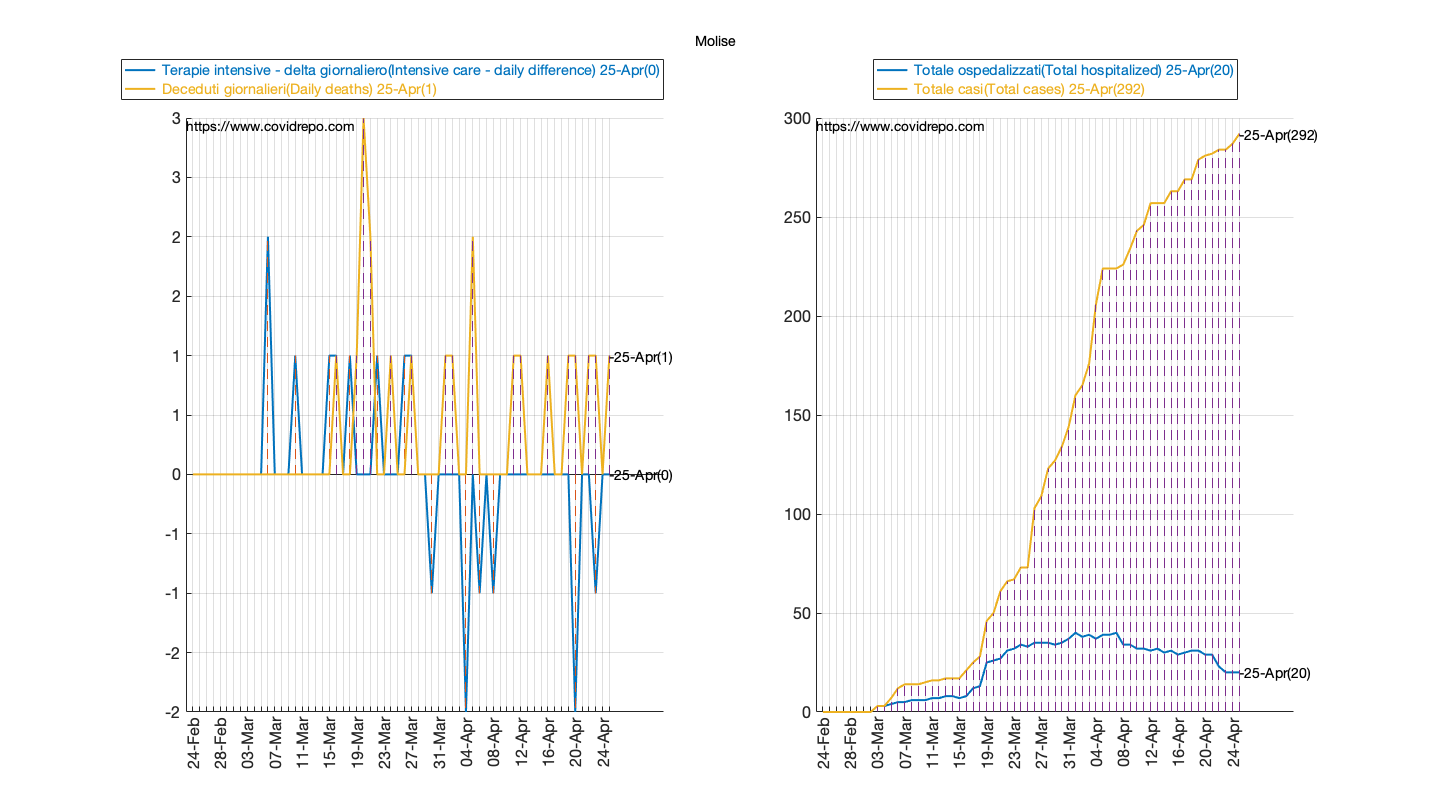 Molise
Terapie intensive - delta giornaliero(Intensive care - daily difference) 25-Apr(0)
Deceduti giornalieri(Daily deaths) 25-Apr(1)
https://www.covidrepo.com
3
3
2
2
1
1
0
-1
-1
-2
-2
25-Apr(1)
25-Apr(0)
24-Feb
28-Feb
03-Mar
07-Mar
11-Mar
15-Mar
19-Mar
23-Mar
27-Mar
31-Mar
04-Apr
08-Apr
12-Apr
16-Apr
20-Apr
24-Apr
Totale ospedalizzati(Total hospitalized) 25-Apr(20)
Totale casi(Total cases) 25-Apr(292)
https://www.covidrepo.com
300
250
200
150
100
50
0
25-Apr(292)
25-Apr(20)
24-Feb
28-Feb
03-Mar
07-Mar
11-Mar
15-Mar
19-Mar
23-Mar
27-Mar
31-Mar
04-Apr
08-Apr
12-Apr
16-Apr
20-Apr
24-Apr